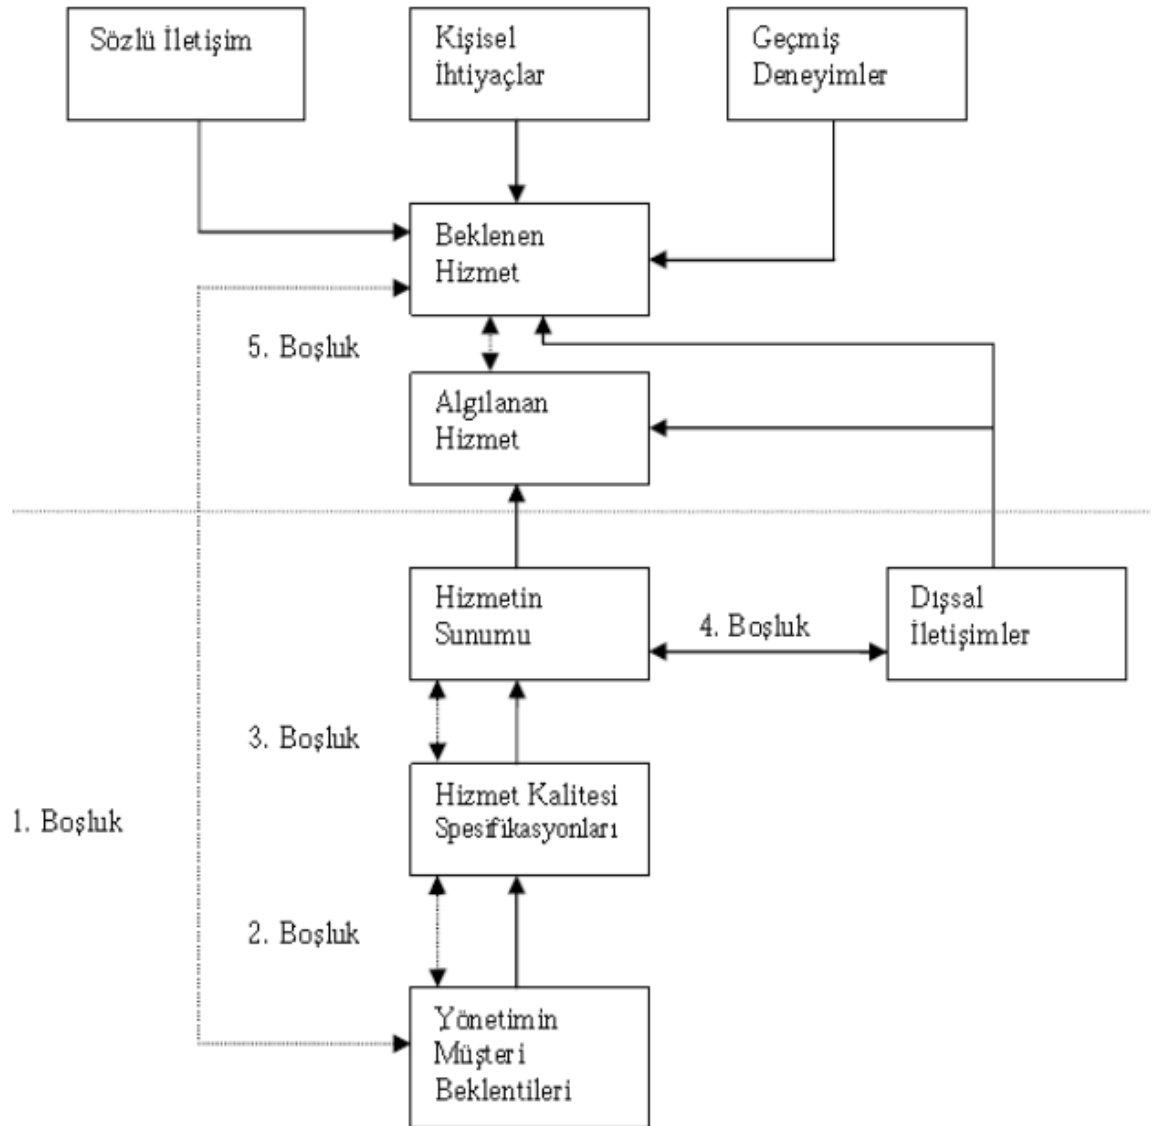 Sözlü İletişim
Kişisel
İhtiyaçlar
Geçmiş
Deneyimler
Beklenen
Hizmet
5. Boşluk
Algılanan
Hizmet
Hizmetin
Sunumu
4. Boşluk
Dışsal
İletişimler
3. Boşluk
Hizmet Kalitesi
Spesifikasyonları
1. Boşluk
2. Boşluk
Yönetimin
Müşteri
Beklentileri